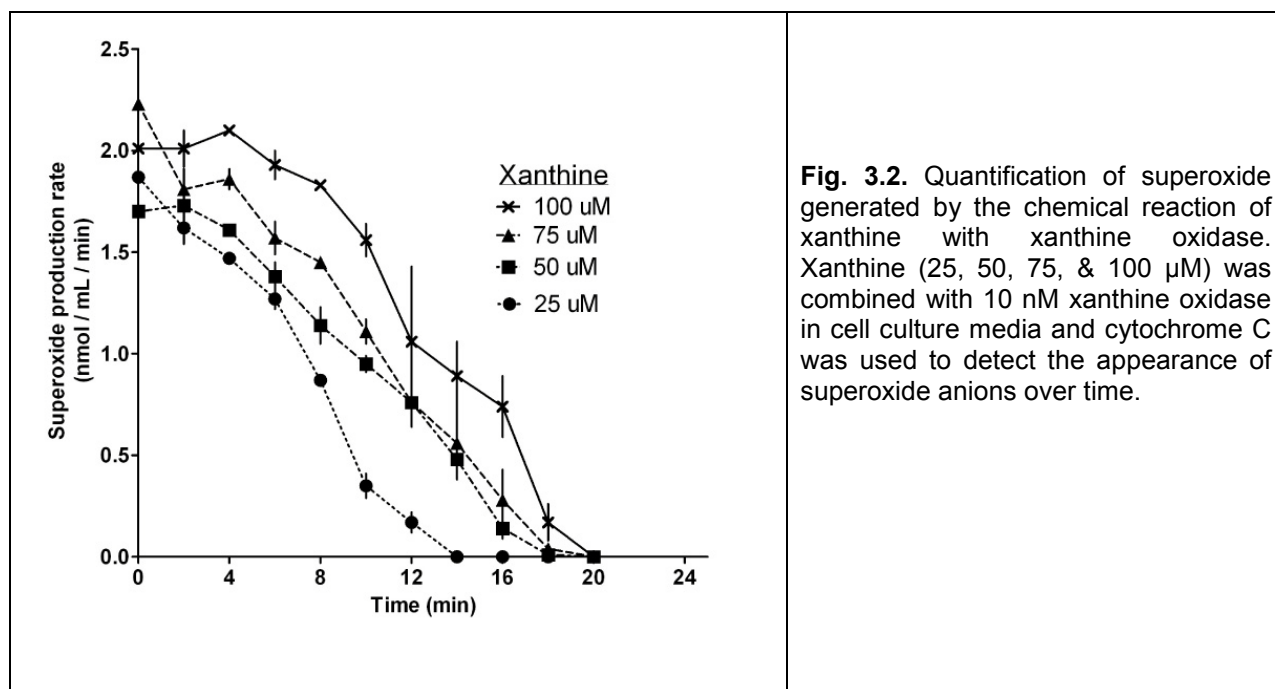 2.5
2.0
1.5
1.0
0.5
0.0
0 4 8 12 16 20 24
Time (min)
Superoxide production rate
(nmol / mL / min)
Xanthine
100 uM
75 uM
50 uM
25 uM
Fig. 3.2. Quantification of superoxide
generated by the chemical reaction of
xanthine with xanthine oxidase.
Xanthine (25, 50, 75, & 100 µM) was
combined with 10 nM xanthine oxidase
in cell culture media and cytochrome C
was used to detect the appearance of
superoxide anions over time.